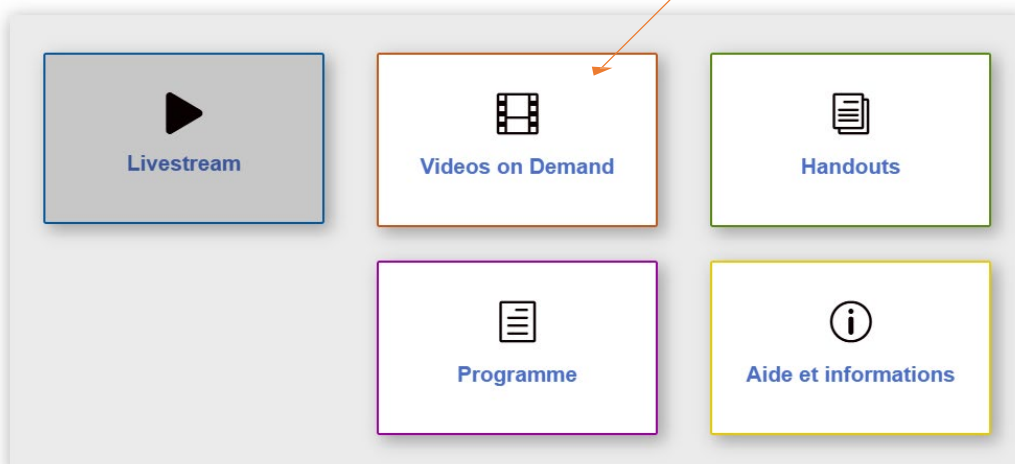 Livestream
Videos on Demand
Handouts
Programme
Aide et informations